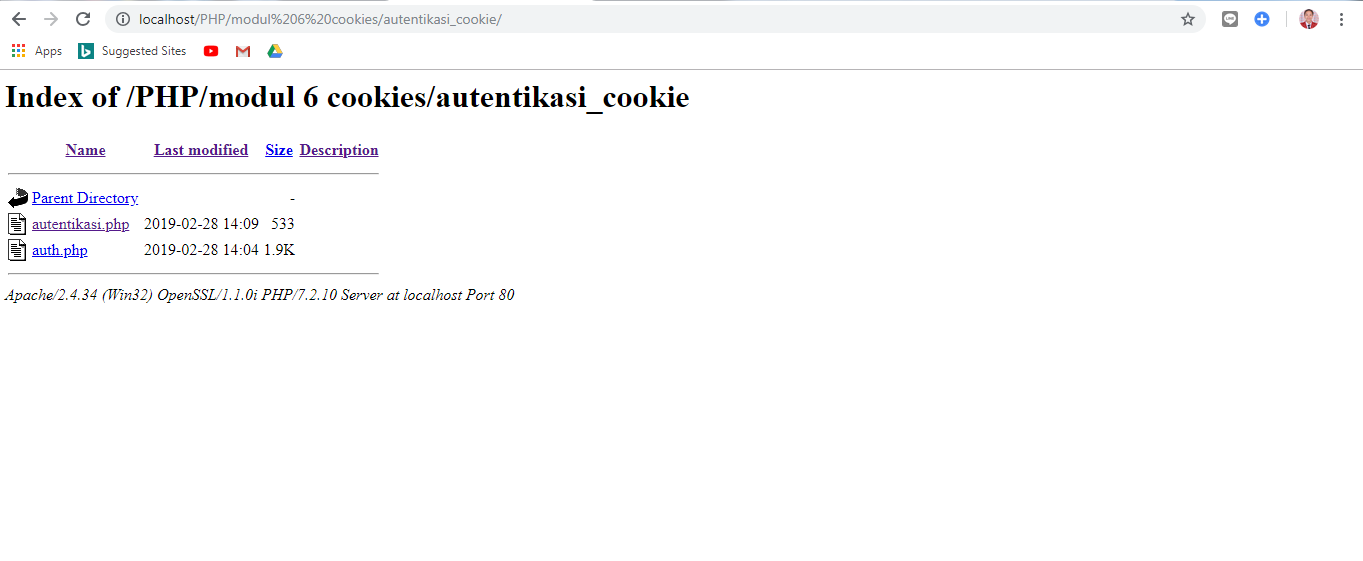 localhost/PHP/modul%206%20cookies/autentikasi_cookie/
Apps Suggested Sites
Index of /PHP/modul 6 cookies/autentikasi_cookie
Name Last modified Size Description
Parent Directory -
autentikasi.php 2019-02-28 14:09 533
auth.php 2019-02-28 14:04 1.9K
Apache/2.4.34 (Win32) OpenSSL/1.1.0i PHP/7.2.10 Server at localhost Port 80